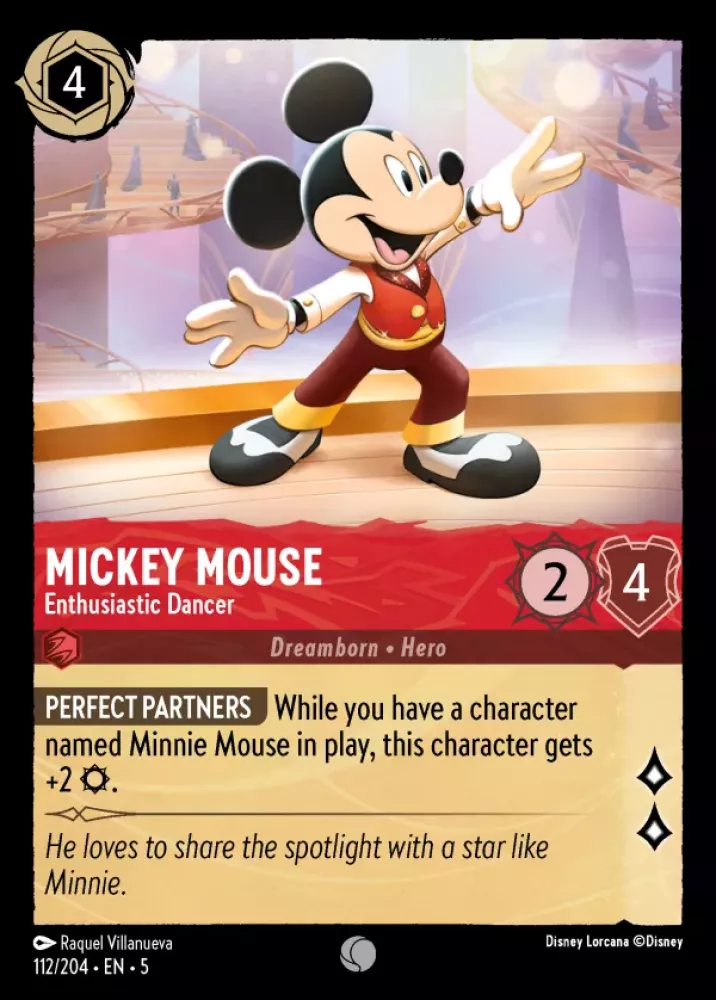 4
MICKEY MOUSE
Enthusiastic Dancer
2
4
Dreamborn • Hero
PERFECT PARTNERS While you have a character
named Minnie Mouse in play, this character gets
+2 .
He loves to share the spotlight with a star like
Minnie.
Raquel Villanueva
Disney Lorcana ©Disney
112/204 • EN • 5